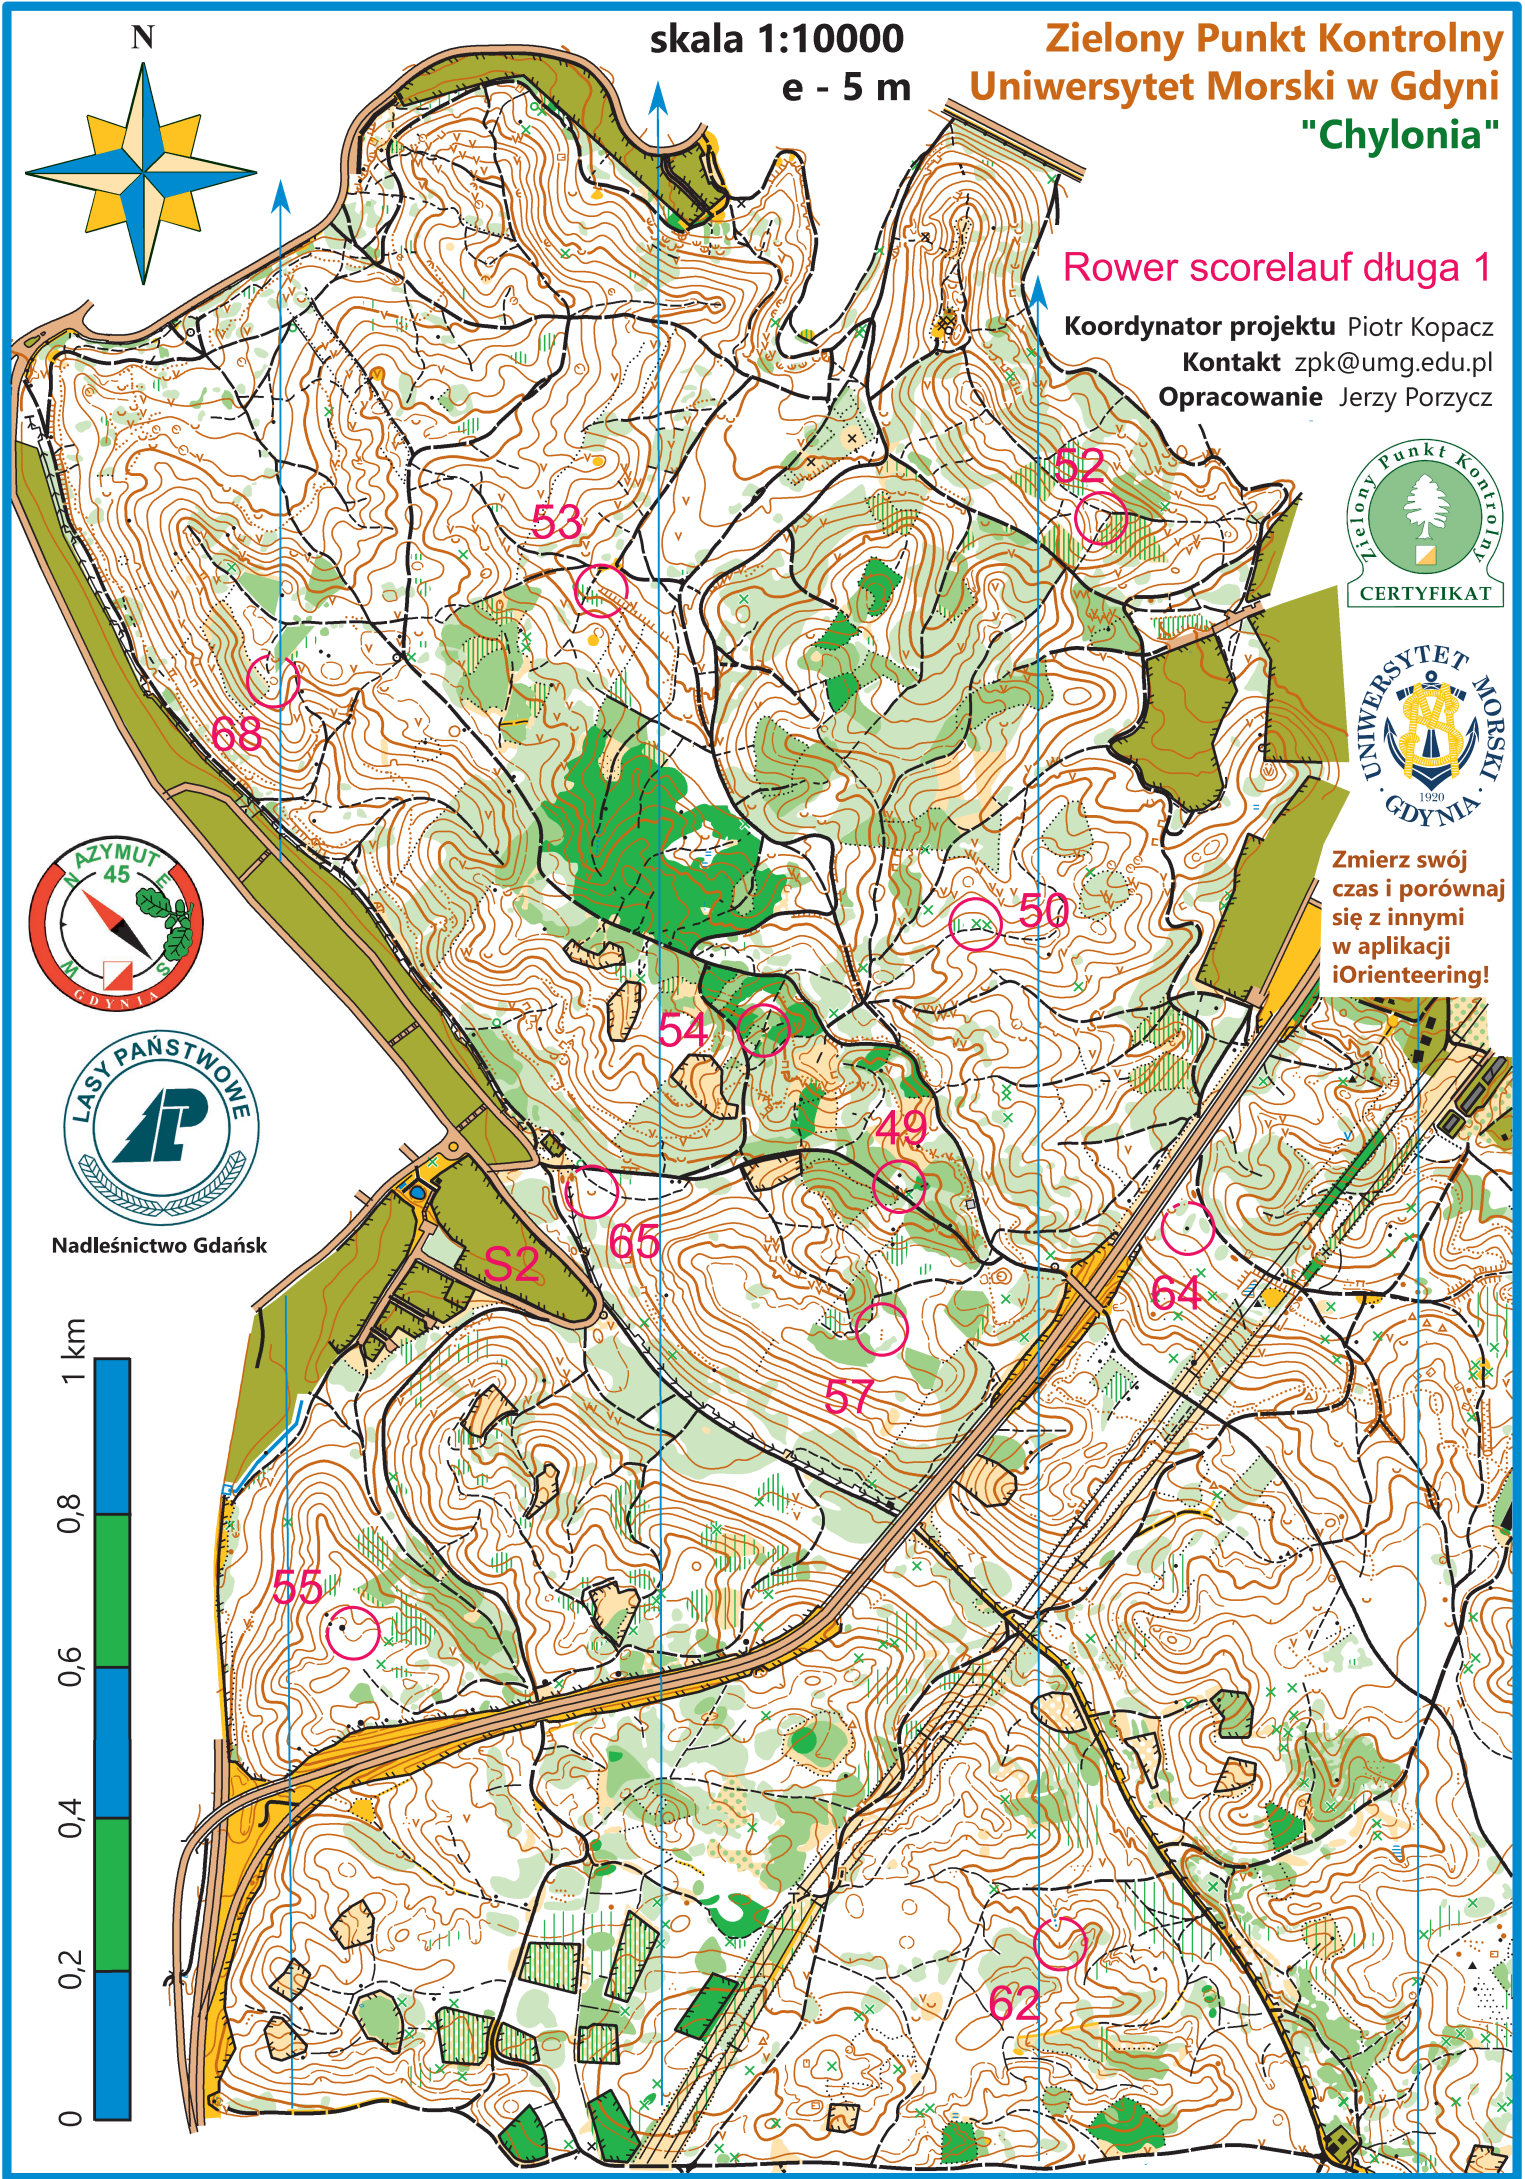 N
skala 1:10000
e - 5 m
Zielony Punkt Kontrolny
Uniwersytet Morski w Gdyni
"Chylonia"
Rower scorelauf długa 1
Koordynator projektu Piotr Kopacz
Kontakt zpk@umg.edu.pl
Opracowanie Jerzy Porzycz
Zielony Punkt Kontrolny
CERTYFIKAT
52
53
68
UNIWERSYTET MORSKI
1920
· GDYNIA ·
Zmierz swój
czas i porównaj
się z innymi
w aplikacji
iOrienteering!
AZYMUT
45
N
E
W
S
GDYNIA
50
54
LASY PAŃSTWOWE
LP
Nadleśnictwo Gdańsk
49
65
S2
64
57
55
62
1 km
0,8
0,6
0,4
0,2
0